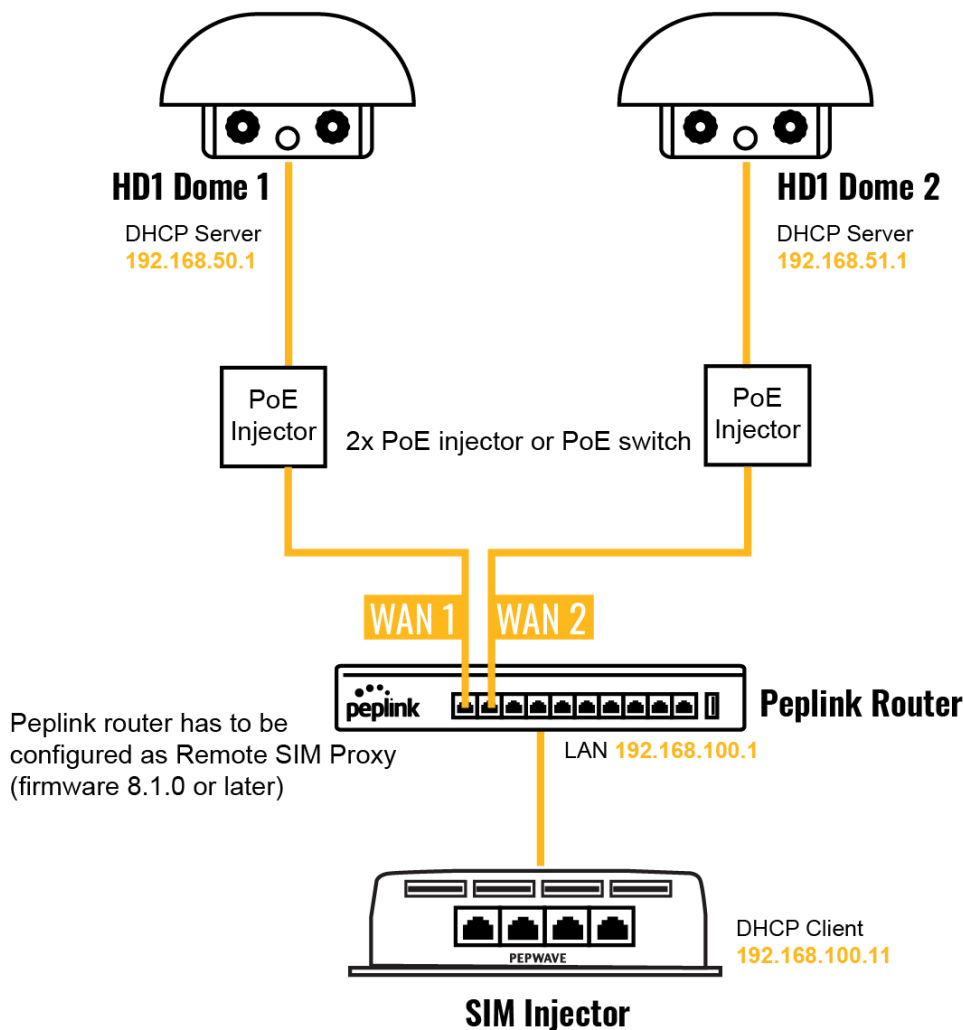 HD1 Dome 1
DHCP Server
192.168.50.1
HD1 Dome 2
DHCP Server
192.168.51.1
PoE
Injector
2x PoE injector or PoE switch
PoE
Injector
WAN 1
WAN 2
peplink
Peplink Router
Peplink router has to be
configured as Remote SIM Proxy
(firmware 8.1.0 or later)
LAN 192.168.100.1
PEPWAVE
DHCP Client
192.168.100.11
SIM Injector